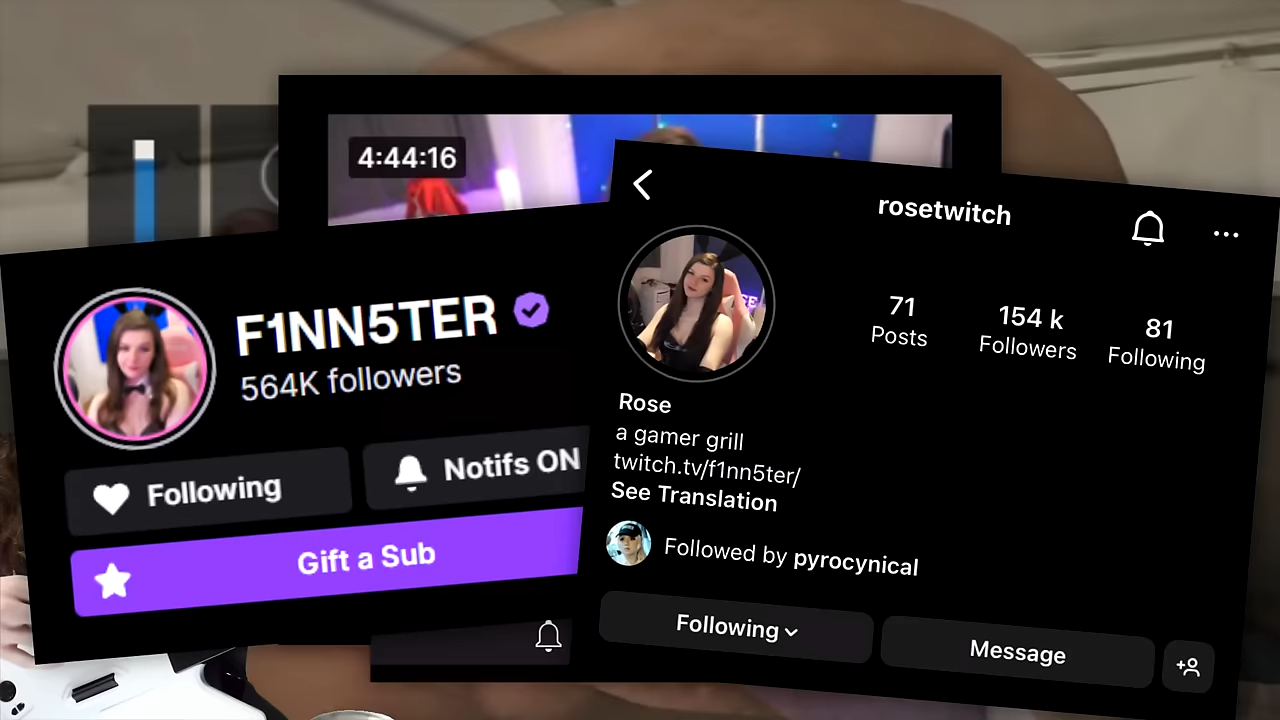 4:44:16
F1NN5TER
564K followers
Following
Notifs ON
Gift a Sub
rosetwitch
71
Posts
154 k
Followers
81
Following
Rose
a gamer grill
twitch.tv/f1nn5ter/
See Translation
Followed by pyrocynical
Following
Message